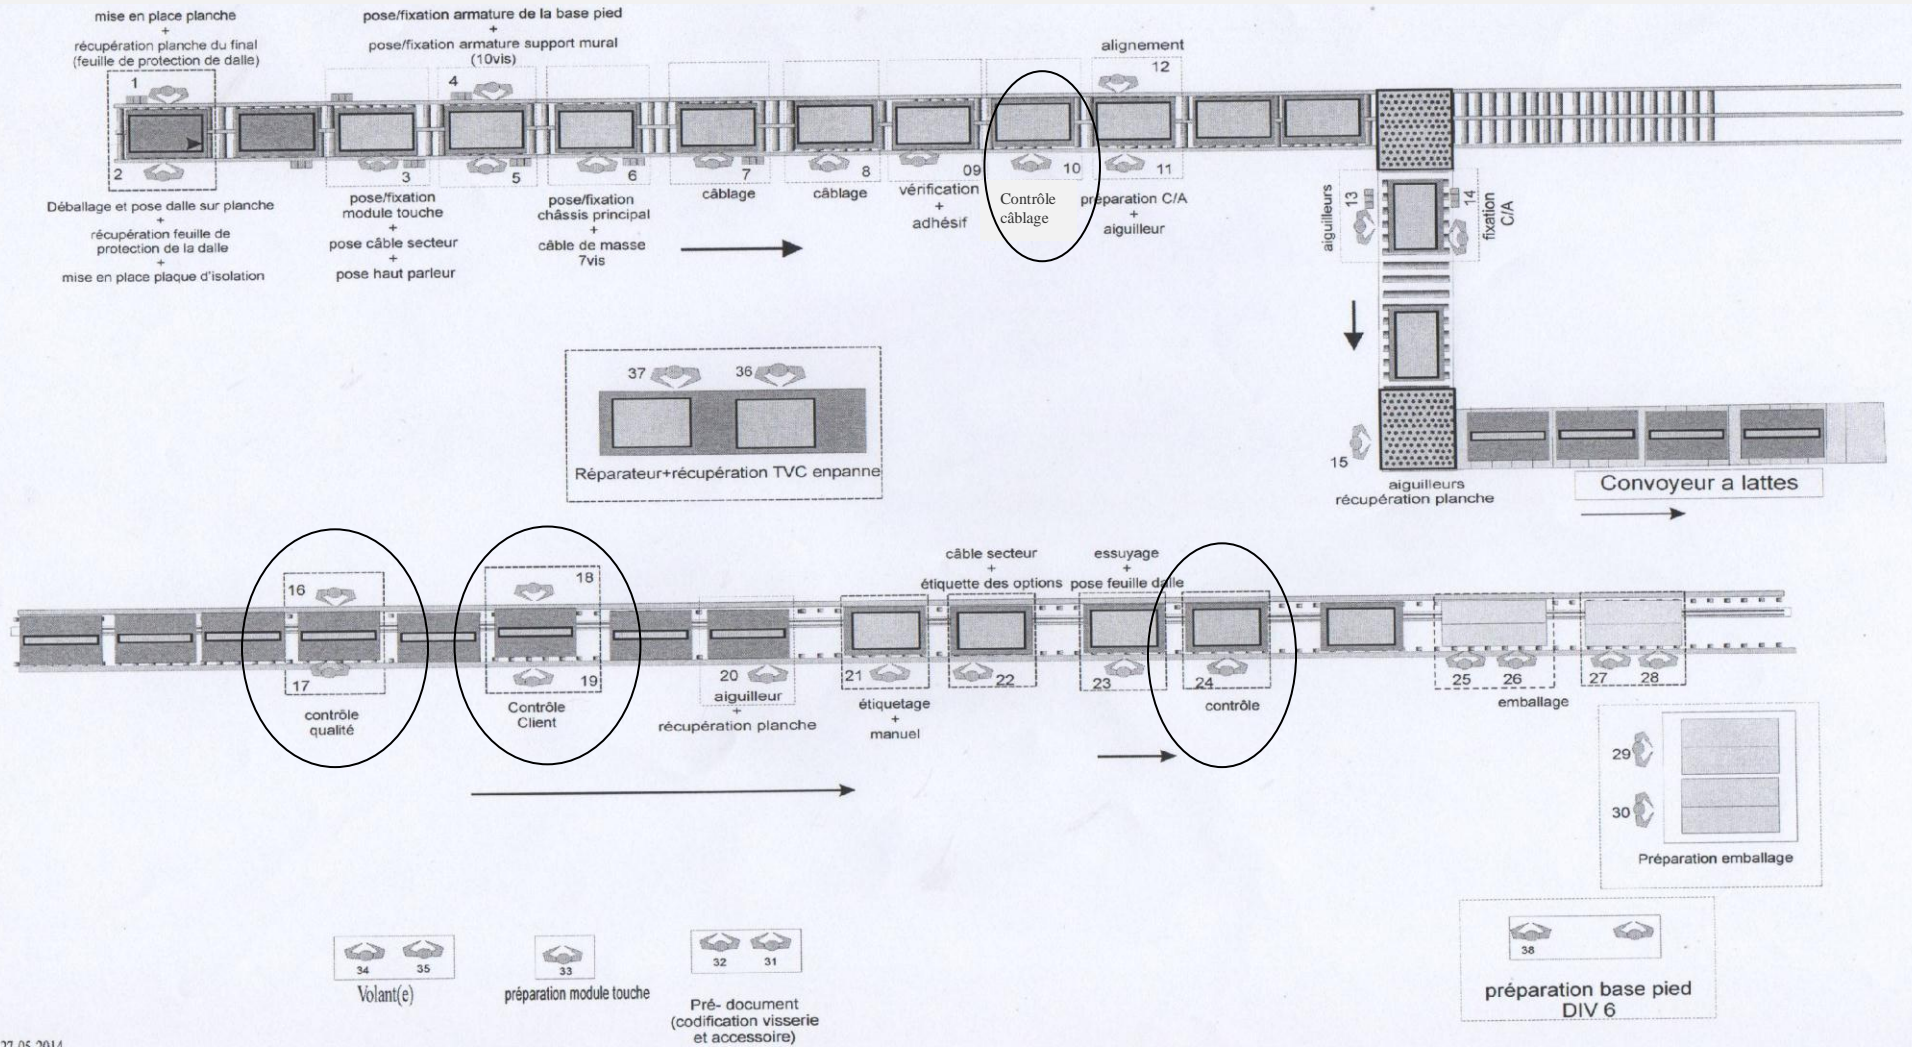 mise en place planche
+
récupération planche du final
(feuille de protection de dalle)
pose/fixation armature de la base pied
+
pose/fixation armature support mural
(10vis)
alignement
1
4
12
2
3
5
6
7
8
09
10
11
Déballage et pose dalle sur planche
+
récupération feuille de
protection de la dalle
+
mise en place plaque d'isolation
pose/fixation
module touche
+
pose câble secteur
+
pose haut parleur
pose/fixation
châssis principal
+
câble de masse
7vis
câblage
câblage
vérification
+
adhésif
Contrôle
câblage
préparation C/A
+
aiguilleur
aiguilleurs
13
14
fixation
C/A
37
36
Réparateur+récupération TVC enpanne
15
aiguilleurs
récupération planche
Convoyeur a lattes
câble secteur
+
étiquette des options
essuyage
+
pose feuille dalle
16
18
17
19
20
21
22
23
24
25
26
27
28
contrôle
qualité
Contrôle
Client
aiguilleur
+
récupération planche
étiquetage
+
manuel
contrôle
emballage
29
30
Préparation emballage
34
35
Volant(e)
33
préparation module touche
32
31
Pré- document
(codification visserie
et accessoire)
38
préparation base pied
DIV 6
27-05-2014